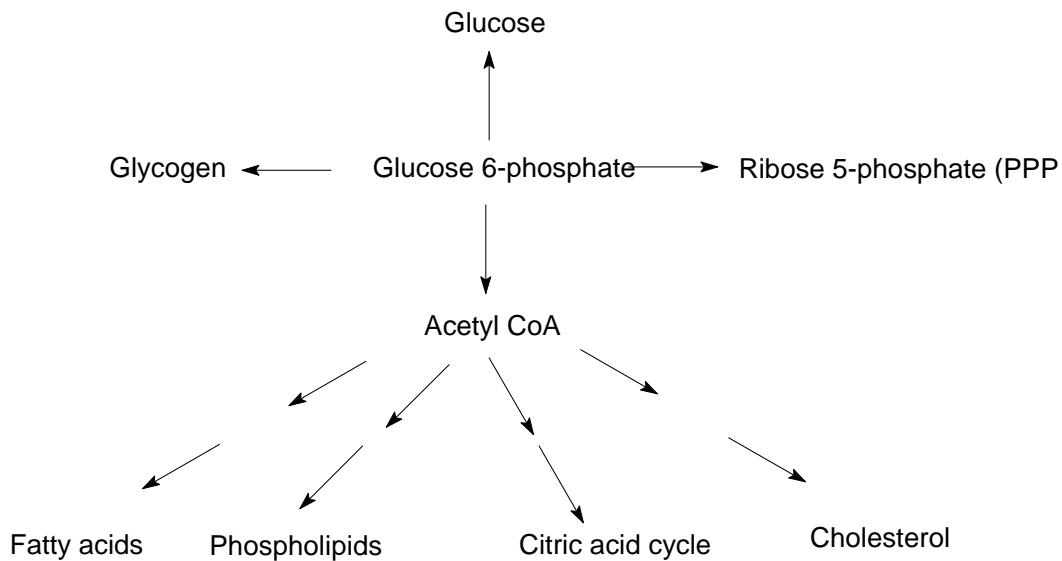 Glucose
Glycogen
Glucose 6-phosphate
Ribose 5-phosphate (PPP
Acetyl CoA
Fatty acids
Phospholipids
Citric acid cycle
Cholesterol